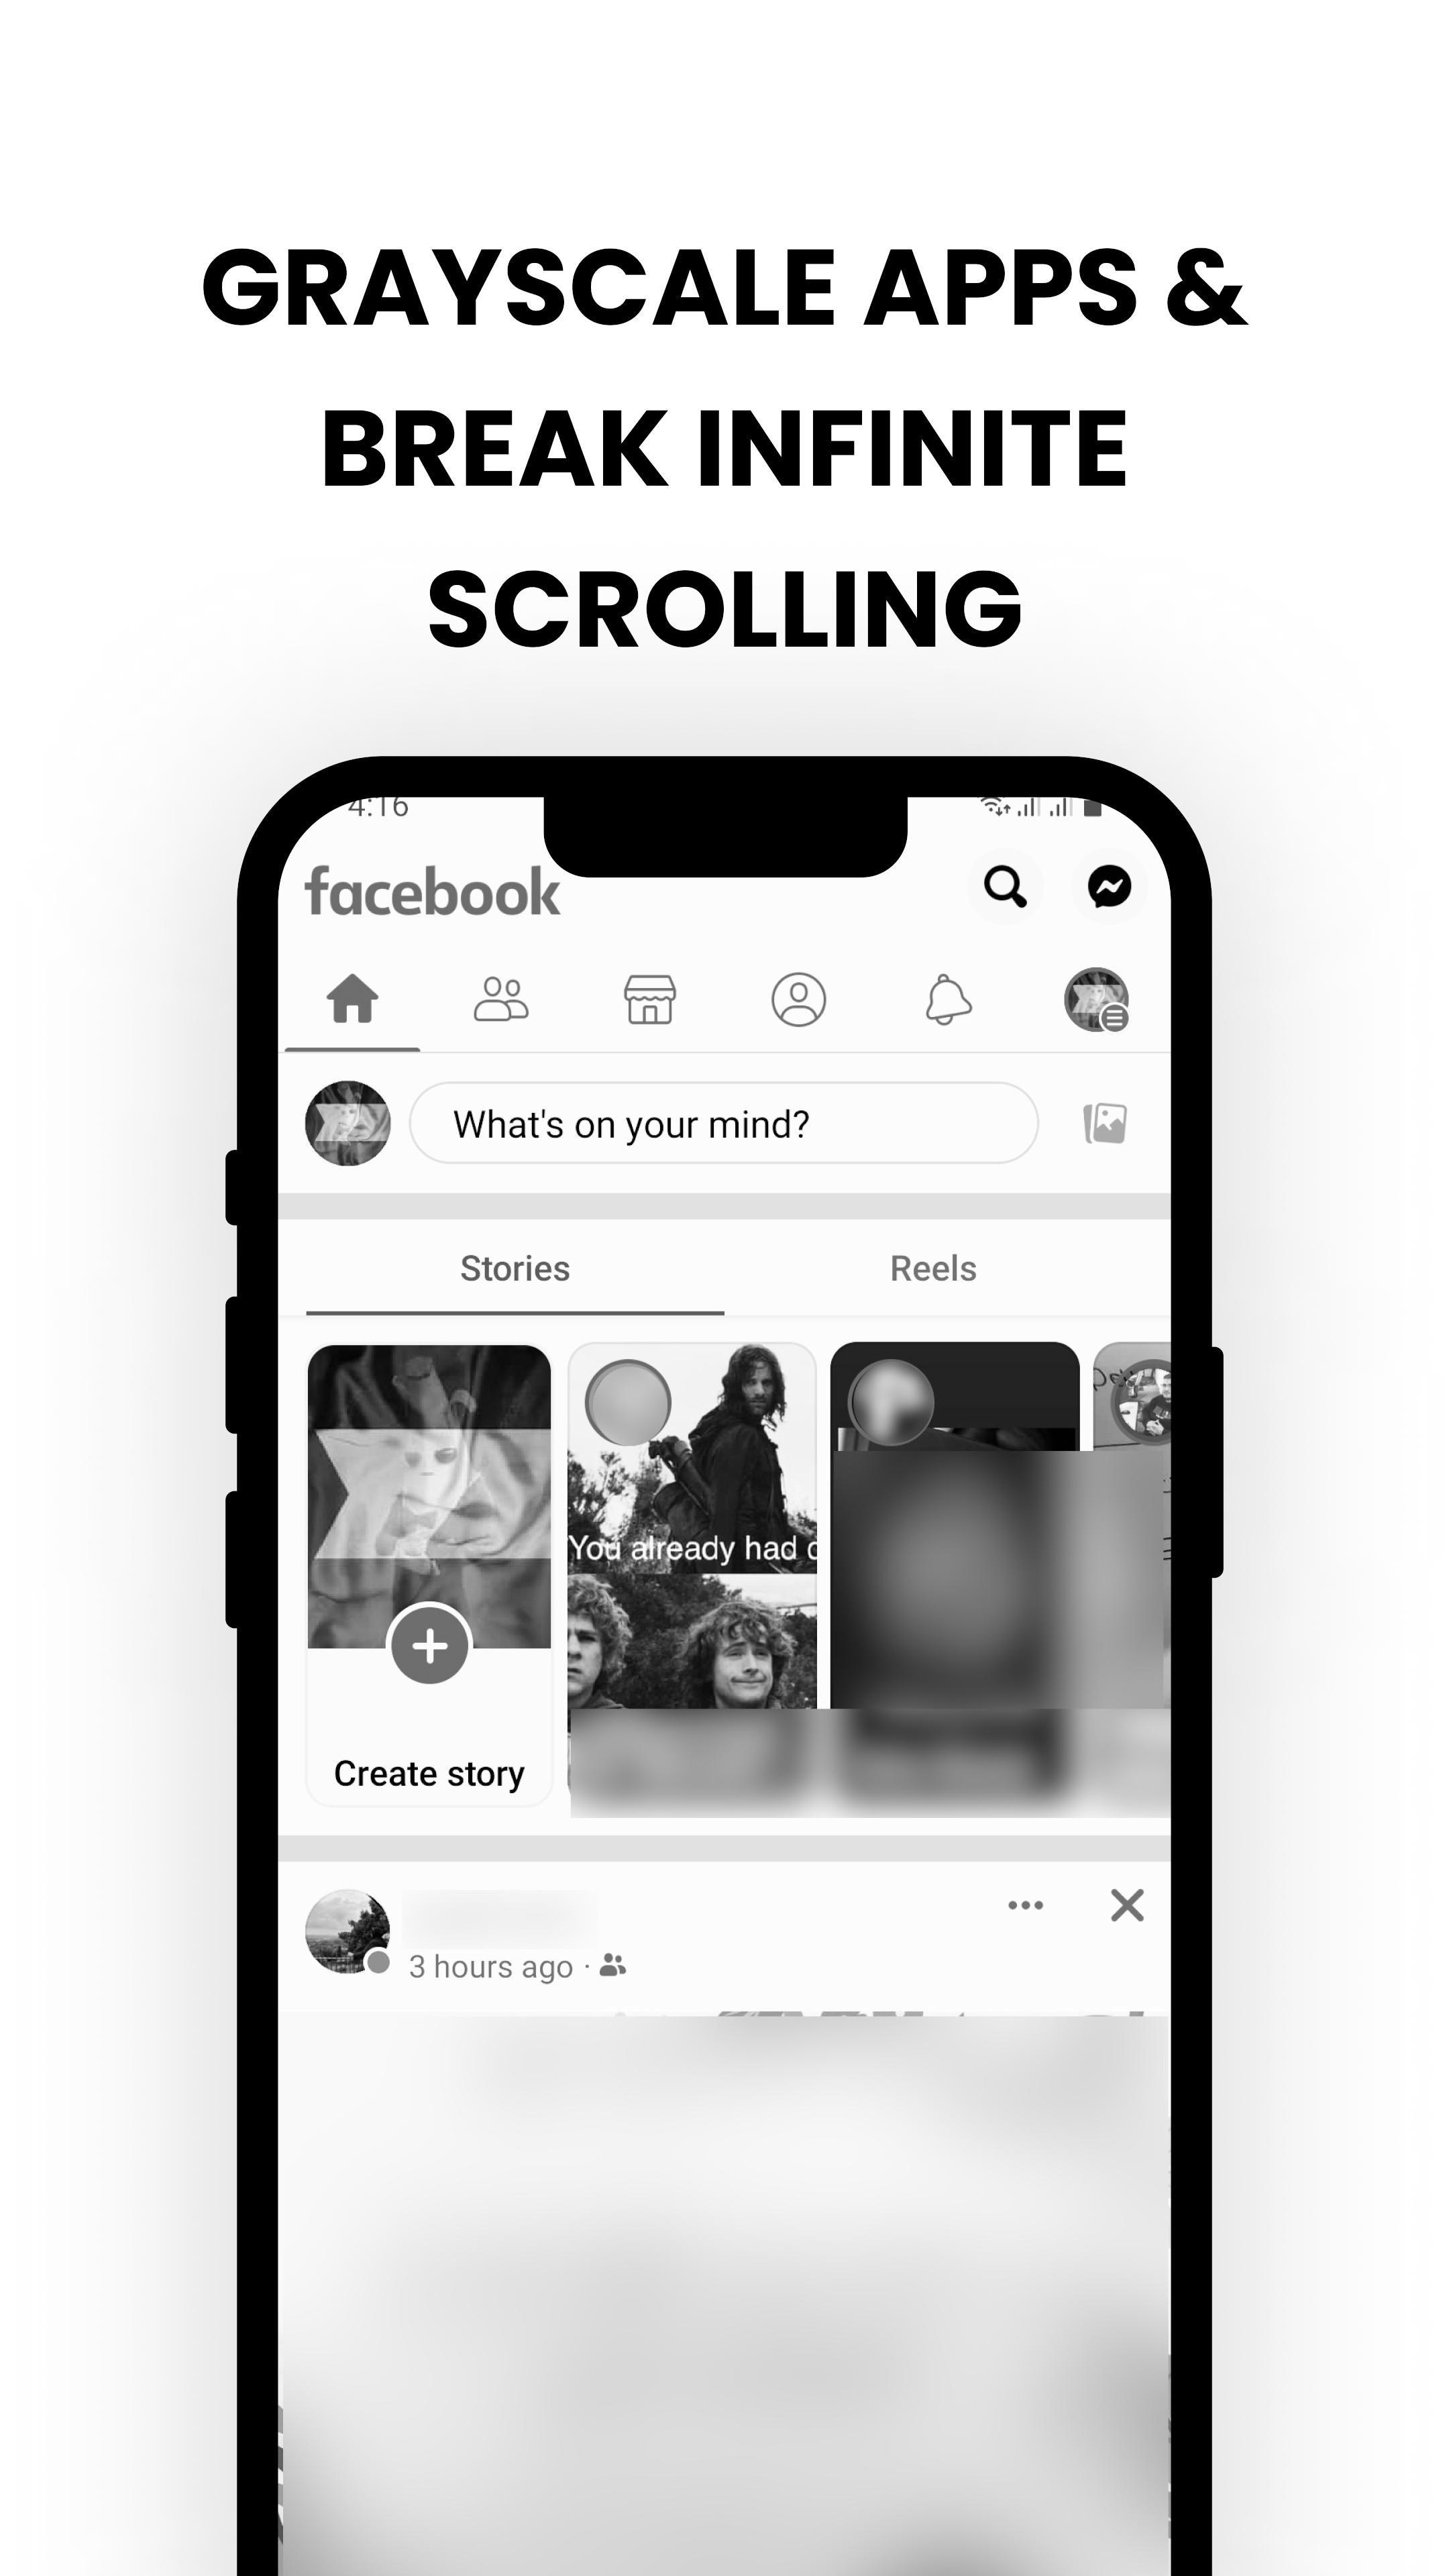 GRAYSCALE APPS &
BREAK INFINITE
SCROLLING
4:16
facebook
What's on your mind?
Stories
Reels
You already had
Create story
3 hours ago ·